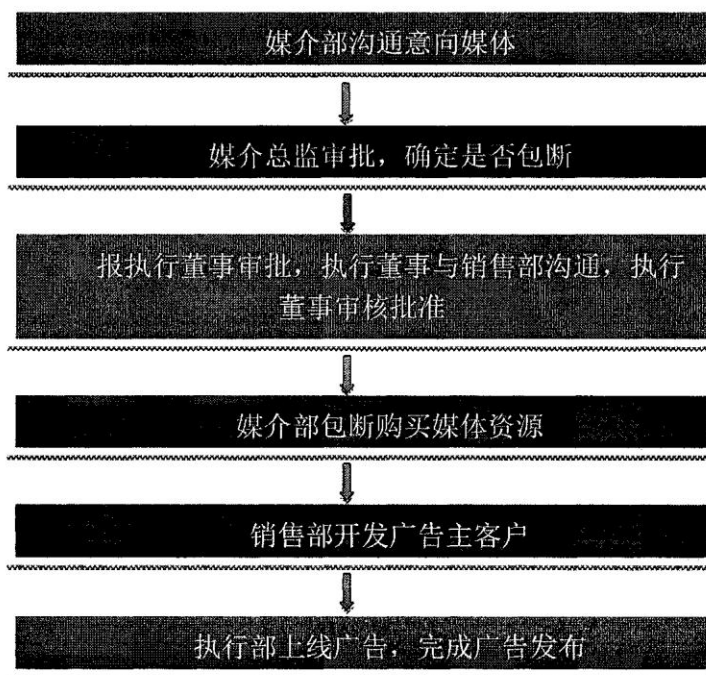 媒介部沟通意向媒体
媒介总监审批，确定是否包断
报执行董事审批，执行董事与销售部沟通，执行
董事审核批准
媒介部包断购买媒体资源
销售部开发广告主客户
执行部上线广告，完成广告发布